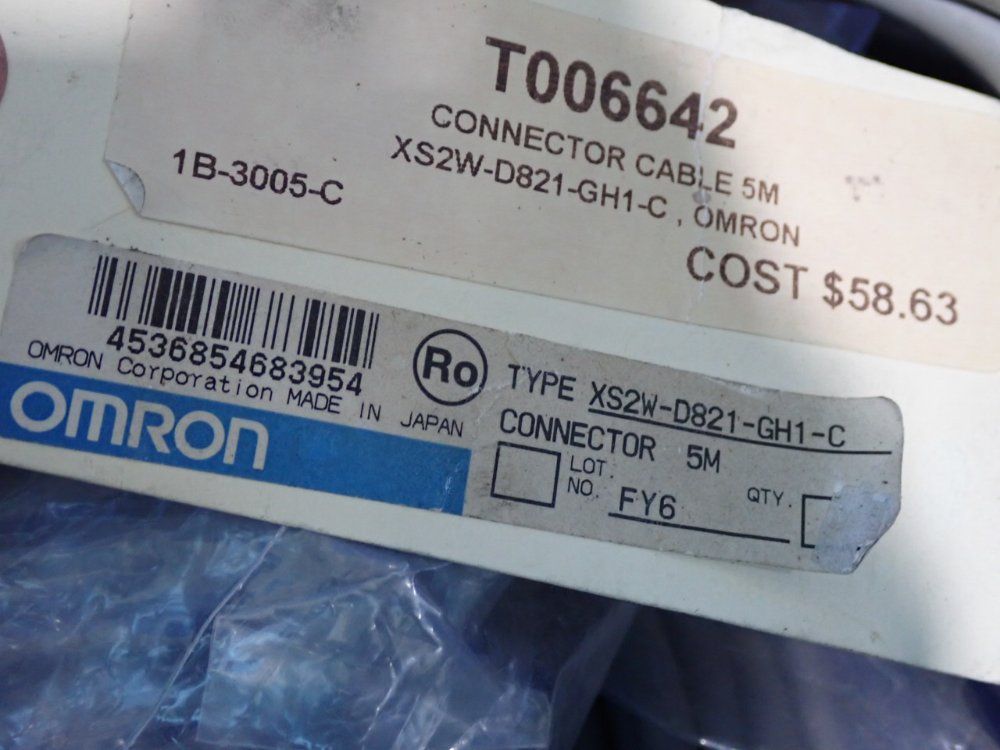 T006642
CONNECTOR CABLE 5M
XS2W-D821-GH1-C , OMRON
1B-3005-C
COST $58.63
4536854683954
OMRON Corporation MADE IN JAPAN
OMRON
Ro
TYPE XS2W-D821-GH1-C
CONNECTOR 5M
LOT NO. FY6
QTY.